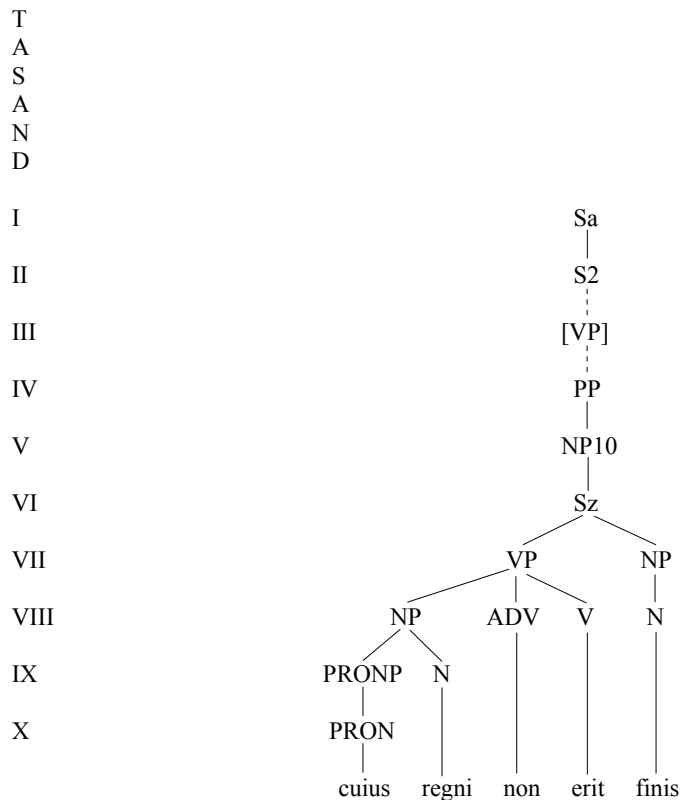 T
A
S
A
N
D
I Sa
II S2
III [VP]
IV PP
V NP10
VI Sz
VII VP NP
VIII NP ADV V N
IX PRONP N
X PRON
cuius regni non erit finis